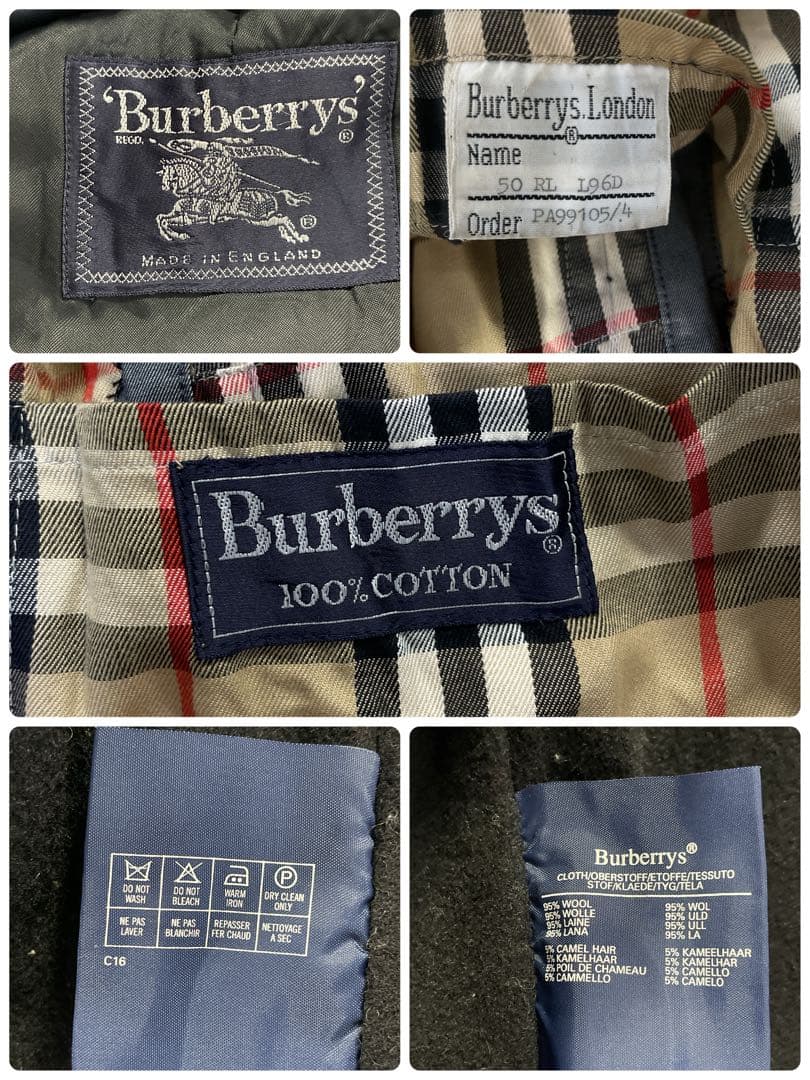 'Burberrys'
REGD.
®
®
MADE IN ENGLAND
Burberrys.London
®
Name
50 RL L96D
Order PA99105/4
Burberrys®
100% COTTON
DO NOT WASH
DO NOT BLEACH
WARM IRON
P
DRY CLEAN ONLY
NE PAS LAVER
NE PAS BLANCHIR
REPASSER FER CHAUD
NETTOYAGE A SEC
C16
Burberrys®
CLOTH/OBERSTOFF/ETOFFE/TESSUTO
STOF/KLAEDE/TYG/TELA
95% WOOL 95% WOL
95% WOLLE 95% ULD
95% LAINE 95% ULL
95% LANA 95% LA
5% CAMEL HAIR 5% KAMEELHAAR
5% KAMELHAAR 5% KAMELHAR
5% POIL DE CHAMEAU 5% CAMELLO
5% CAMMELLO 5% CAMELO